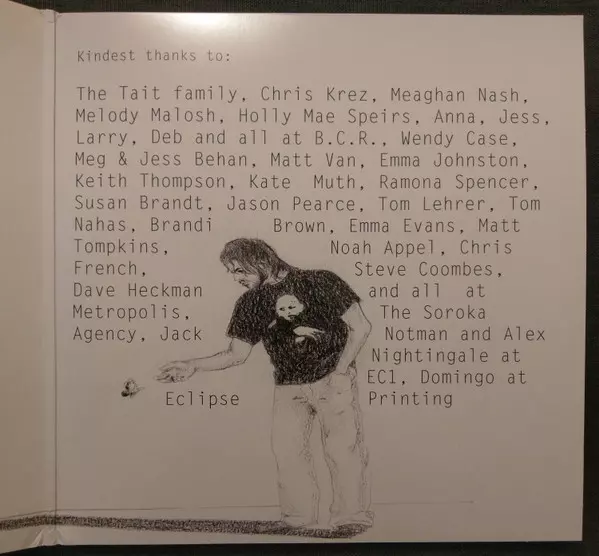 Kindest thanks to:
The Tait family, Chris Krez, Meaghan Nash,
Melody Malosh, Holly Mae Speirs, Anna, Jess,
Larry, Deb and all at B.C.R., Wendy Case,
Meg & Jess Behan, Matt Van, Emma Johnston,
Keith Thompson, Kate Muth, Ramona Spencer,
Susan Brandt, Jason Pearce, Tom Lehrer, Tom
Nahas, Brandi Brown, Emma Evans, Matt
Tompkins, Noah Appel, Chris
French, Steve Coombes,
Dave Heckman and all at
Metropolis, The Soroka
Agency, Jack Notman and Alex
Nightingale at
EC1, Domingo at
Eclipse Printing